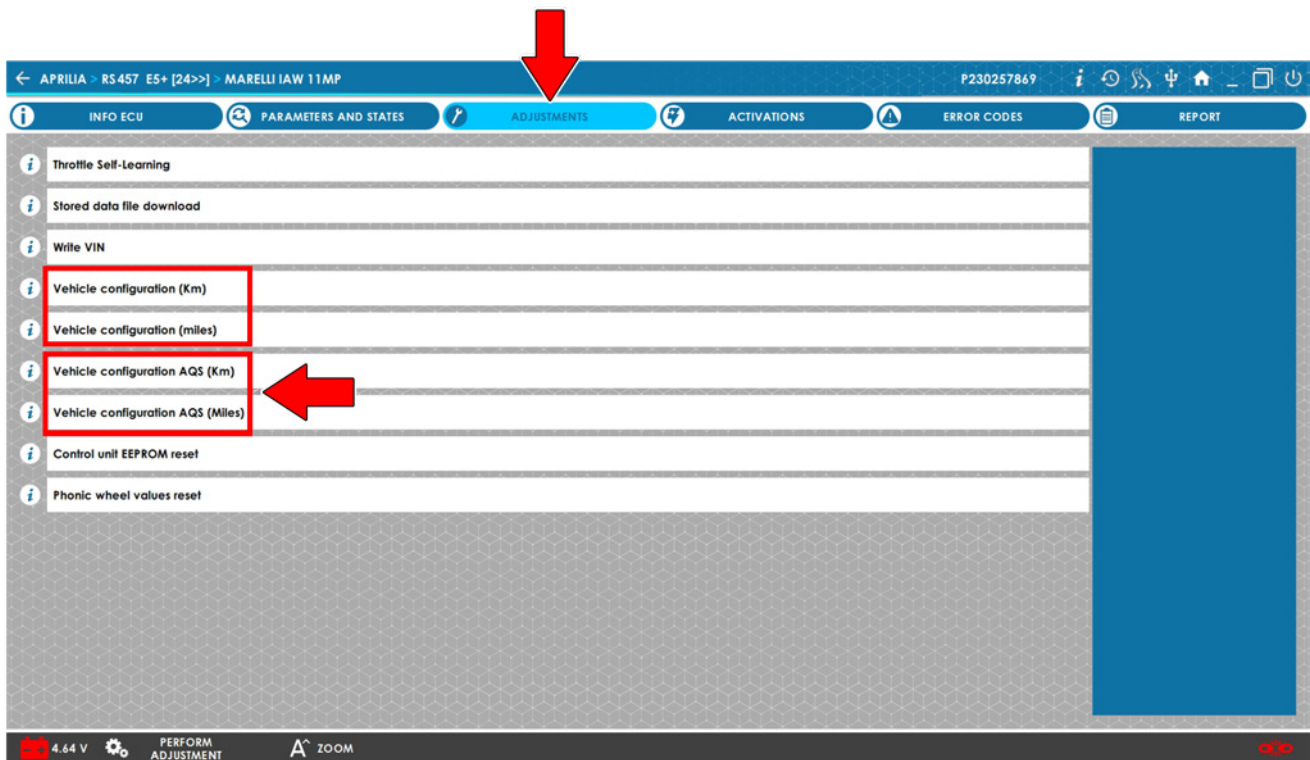 ← APRILIA > RS 457 E5+ [24>>] > MARELLI IAW 11MP P230257869
INFO ECU PARAMETERS AND STATES ADJUSTMENTS ACTIVATIONS ERROR CODES REPORT
Throttle Self-Learning
Stored data file download
Write VIN
Vehicle configuration (Km)
Vehicle configuration (miles)
Vehicle configuration AQS (Km)
Vehicle configuration AQS (Miles)
Control unit EEPROM reset
Phonic wheel values reset
4.64 V PERFORM ADJUSTMENT A^ ZOOM